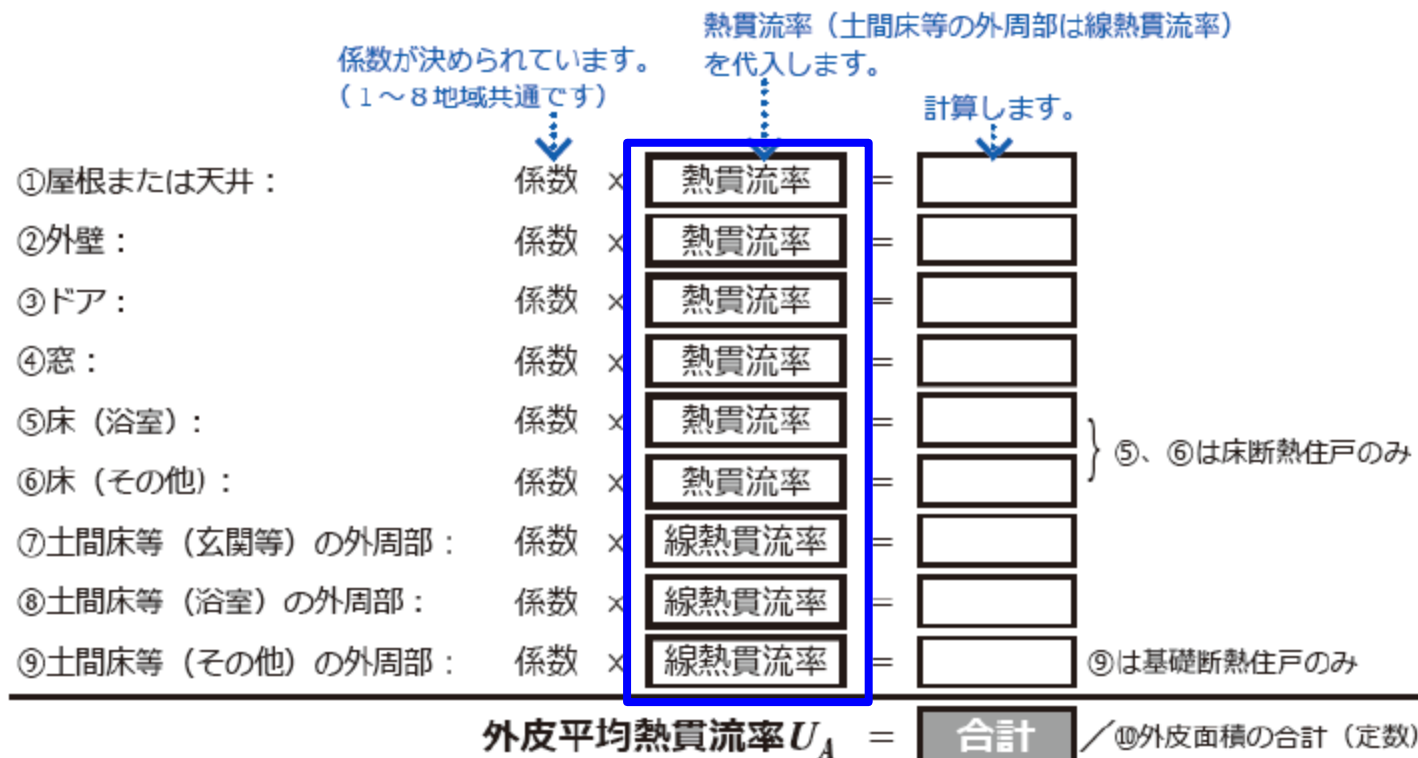 熱貫流率（土間床等の外周部は線熱貫流率）
を代入します。
係数が決められています。
（1～8地域共通です）
計算します。
①屋根または天井： 係数 × 熱貫流率 =
②外壁： 係数 × 熱貫流率 =
③ドア： 係数 × 熱貫流率 =
④窓： 係数 × 熱貫流率 =
⑤床（浴室）： 係数 × 熱貫流率 =
⑤、⑥は床断熱住戸のみ
⑥床（その他）： 係数 × 熱貫流率 =
⑦土間床等（玄関等）の外周部： 係数 × 線熱貫流率 =
⑧土間床等（浴室）の外周部： 係数 × 線熱貫流率 =
⑨土間床等（その他）の外周部： 係数 × 線熱貫流率 = ⑨は基礎断熱住戸のみ
外皮平均熱貫流率UA = 合計 ／⑩外皮面積の合計（定数）